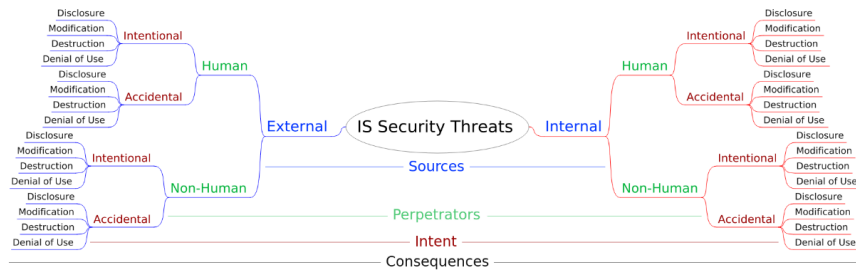 IS Security Threats
External
Human
Intentional
Disclosure
Modification
Destruction
Denial of Use
Accidental
Disclosure
Modification
Destruction
Denial of Use
Non-Human
Intentional
Disclosure
Modification
Destruction
Denial of Use
Accidental
Disclosure
Modification
Destruction
Denial of Use
Internal
Human
Intentional
Disclosure
Modification
Destruction
Denial of Use
Accidental
Disclosure
Modification
Destruction
Denial of Use
Non-Human
Intentional
Disclosure
Modification
Destruction
Denial of Use
Accidental
Disclosure
Modification
Destruction
Denial of Use
Sources
Perpetrators
Intent
Consequences